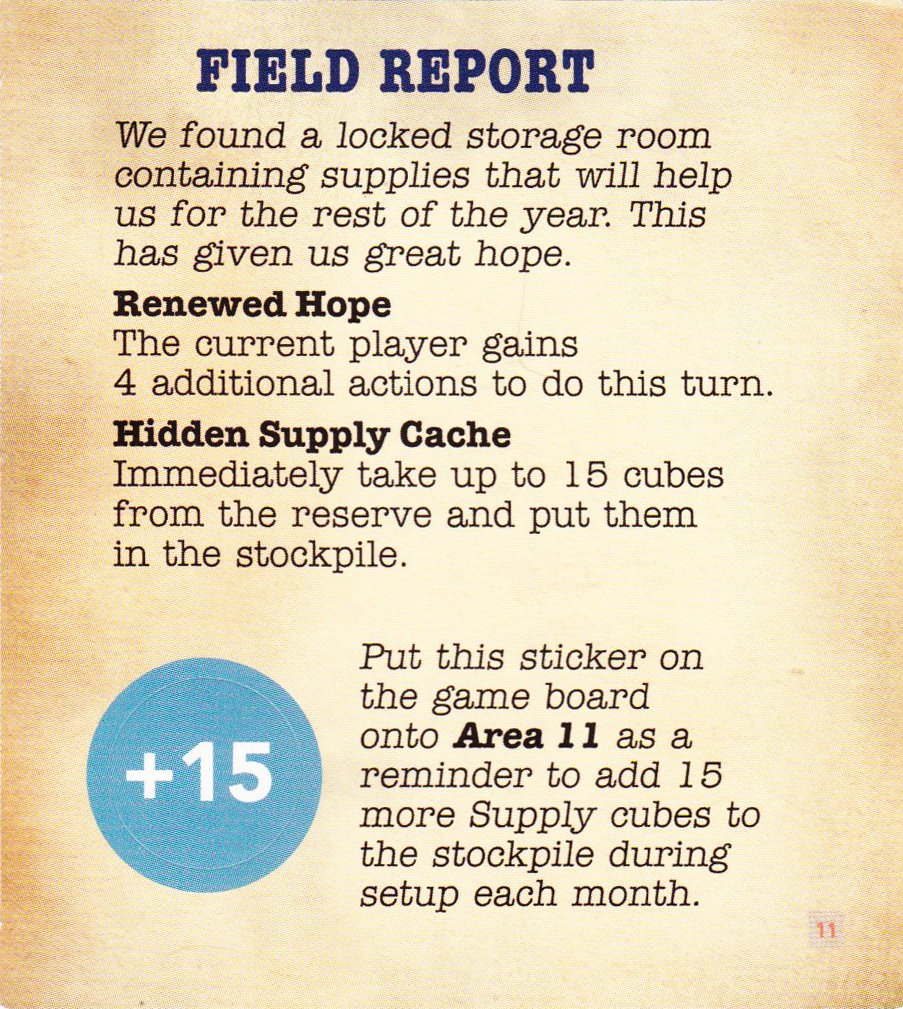 FIELD REPORT
We found a locked storage room
containing supplies that will help
us for the rest of the year. This
has given us great hope.
Renewed Hope
The current player gains
4 additional actions to do this turn.
Hidden Supply Cache
Immediately take up to 15 cubes
from the reserve and put them
in the stockpile.
Put this sticker on
the game board
onto Area 11 as a
reminder to add 15
more Supply cubes to
the stockpile during
setup each month.
+15
11